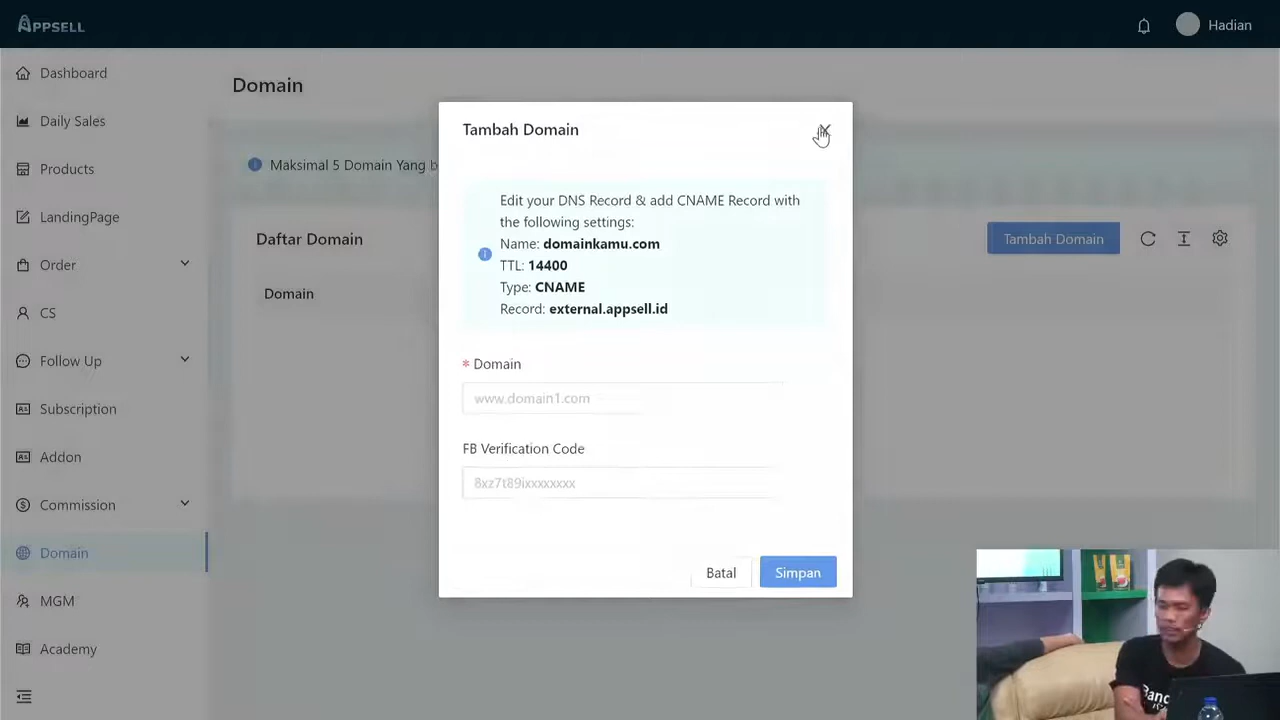 APPSELL
Hadian
Dashboard
Daily Sales
Products
LandingPage
Order
CS
Follow Up
Subscription
Addon
Commission
Domain
MGM
Academy
Domain
Maksimal 5 Domain Yang
Daftar Domain
Tambah Domain
Domain
Tambah Domain
Edit your DNS Record & add CNAME Record with
the following settings:
Name: domainkamu.com
TTL: 14400
Type: CNAME
Record: external.appsell.id
* Domain
www.domain1.com
FB Verification Code
8xz7t89ixxxxxxxx
Batal
Simpan